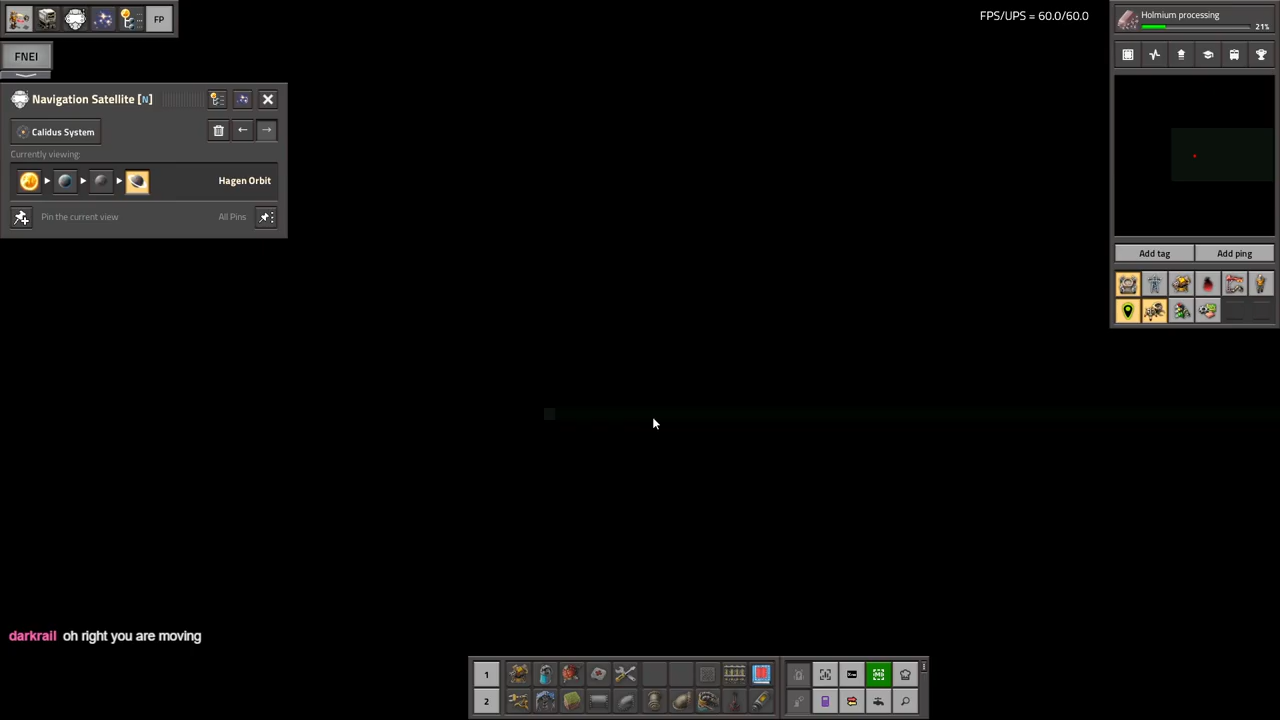 FP
FPS/UPS = 60.0/60.0
Holmium processing
21%
FNEI
Navigation Satellite [N]
Calidus System
Currently viewing:
Hagen Orbit
Pin the current view
All Pins
Add tag
Add ping
darkrail oh right you are moving
1
2